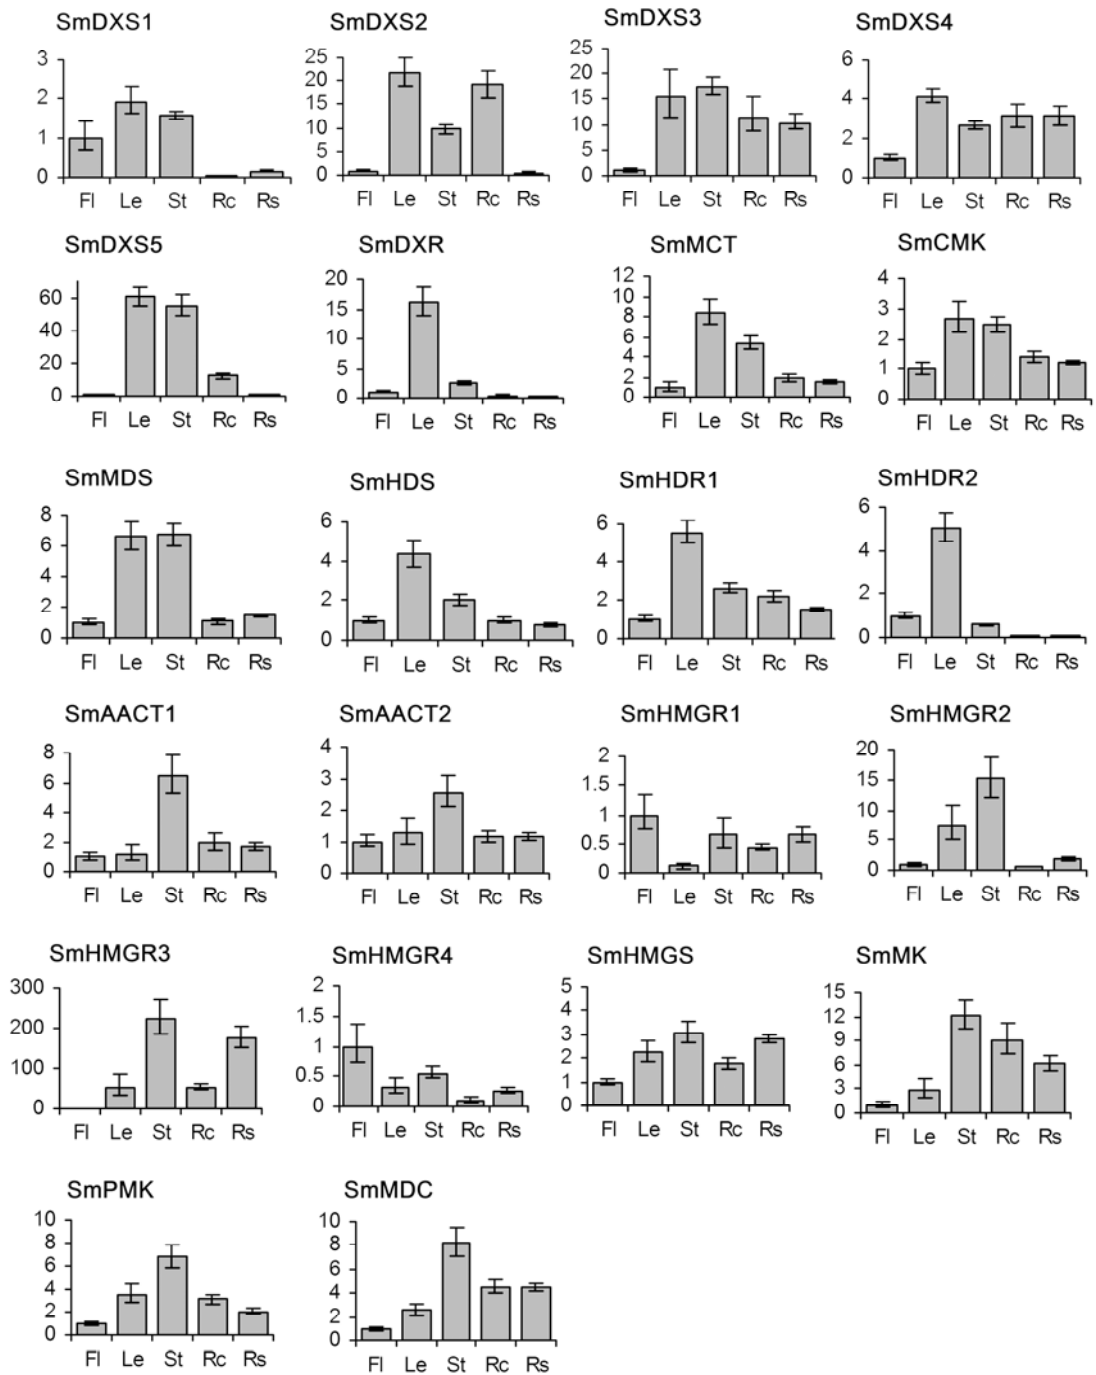 SmDXS1 SmDXS2 SmDXS3 SmDXS4
3 2 1 0
Fl Le St Rc Rs
25 20 15 10 5 0
Fl Le St Rc Rs
25 20 15 10 5 0
Fl Le St Rc Rs
6 4 2 0
Fl Le St Rc Rs
SmDXS5 SmDXR SmMCT SmCMK
60 40 20 0
Fl Le St Rc Rs
20 15 10 5 0
Fl Le St Rc Rs
12 10 8 6 4 2 0
Fl Le St Rc Rs
4 3 2 1 0
Fl Le St Rc Rs
SmMDS SmHDS SmHDR1 SmHDR2
8 6 4 2 0
Fl Le St Rc Rs
6 4 2 0
Fl Le St Rc Rs
6 4 2 0
Fl Le St Rc Rs
6 4 2 0
Fl Le St Rc Rs
SmAACT1 SmAACT2 SmHMGR1 SmHMGR2
8 6 4 2 0
Fl Le St Rc Rs
4 3 2 1 0
Fl Le St Rc Rs
2 1.5 1 0.5 0
Fl Le St Rc Rs
20 15 10 5 0
Fl Le St Rc Rs
SmHMGR3 SmHMGR4 SmHMGS SmMK
300 200 100 0
Fl Le St Rc Rs
2 1.5 1 0.5 0
Fl Le St Rc Rs
5 4 3 2 1 0
Fl Le St Rc Rs
15 12 9 6 3 0
Fl Le St Rc Rs
SmPMK SmMDC
10 8 6 4 2 0
Fl Le St Rc Rs
10 8 6 4 2 0
Fl Le St Rc Rs